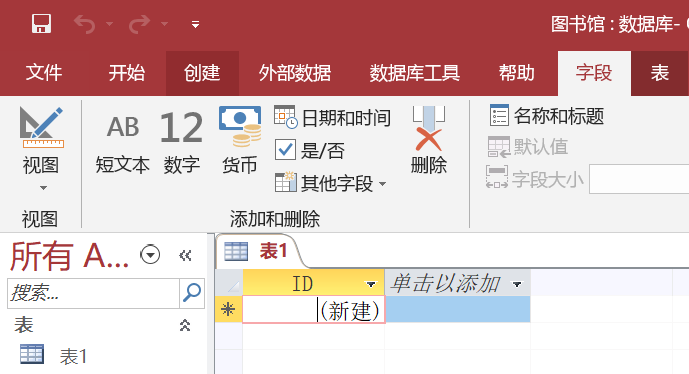 图书馆 : 数据库-
文件 开始 创建 外部数据 数据库工具 帮助 字段 表
视图
AB
短文本
12
数字
货币
日期和时间
是/否
其他字段
删除
名称和标题
默认值
字段大小
视图
添加和删除
所有 A...
搜索...
表
表1
表1
ID 单击以添加
(新建)